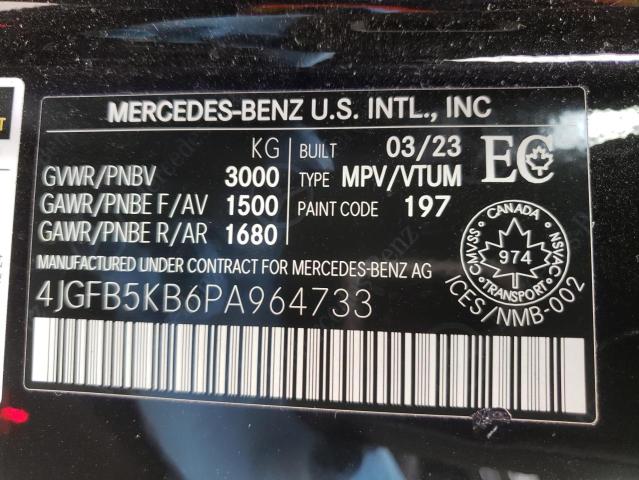 MERCEDES-BENZ U.S. INTL., INC
KG
GVWR/PNBV 3000
GAWR/PNBE F/AV 1500
GAWR/PNBE R/AR 1680
BUILT 03/23
TYPE MPV/VTUM
PAINT CODE 197
EC
CANADA
CMVSS NSVAC
974
TRANSPORT
ICES/NMB-002
MANUFACTURED UNDER CONTRACT FOR MERCEDES-BENZ AG
4JGFB5KB6PA964733